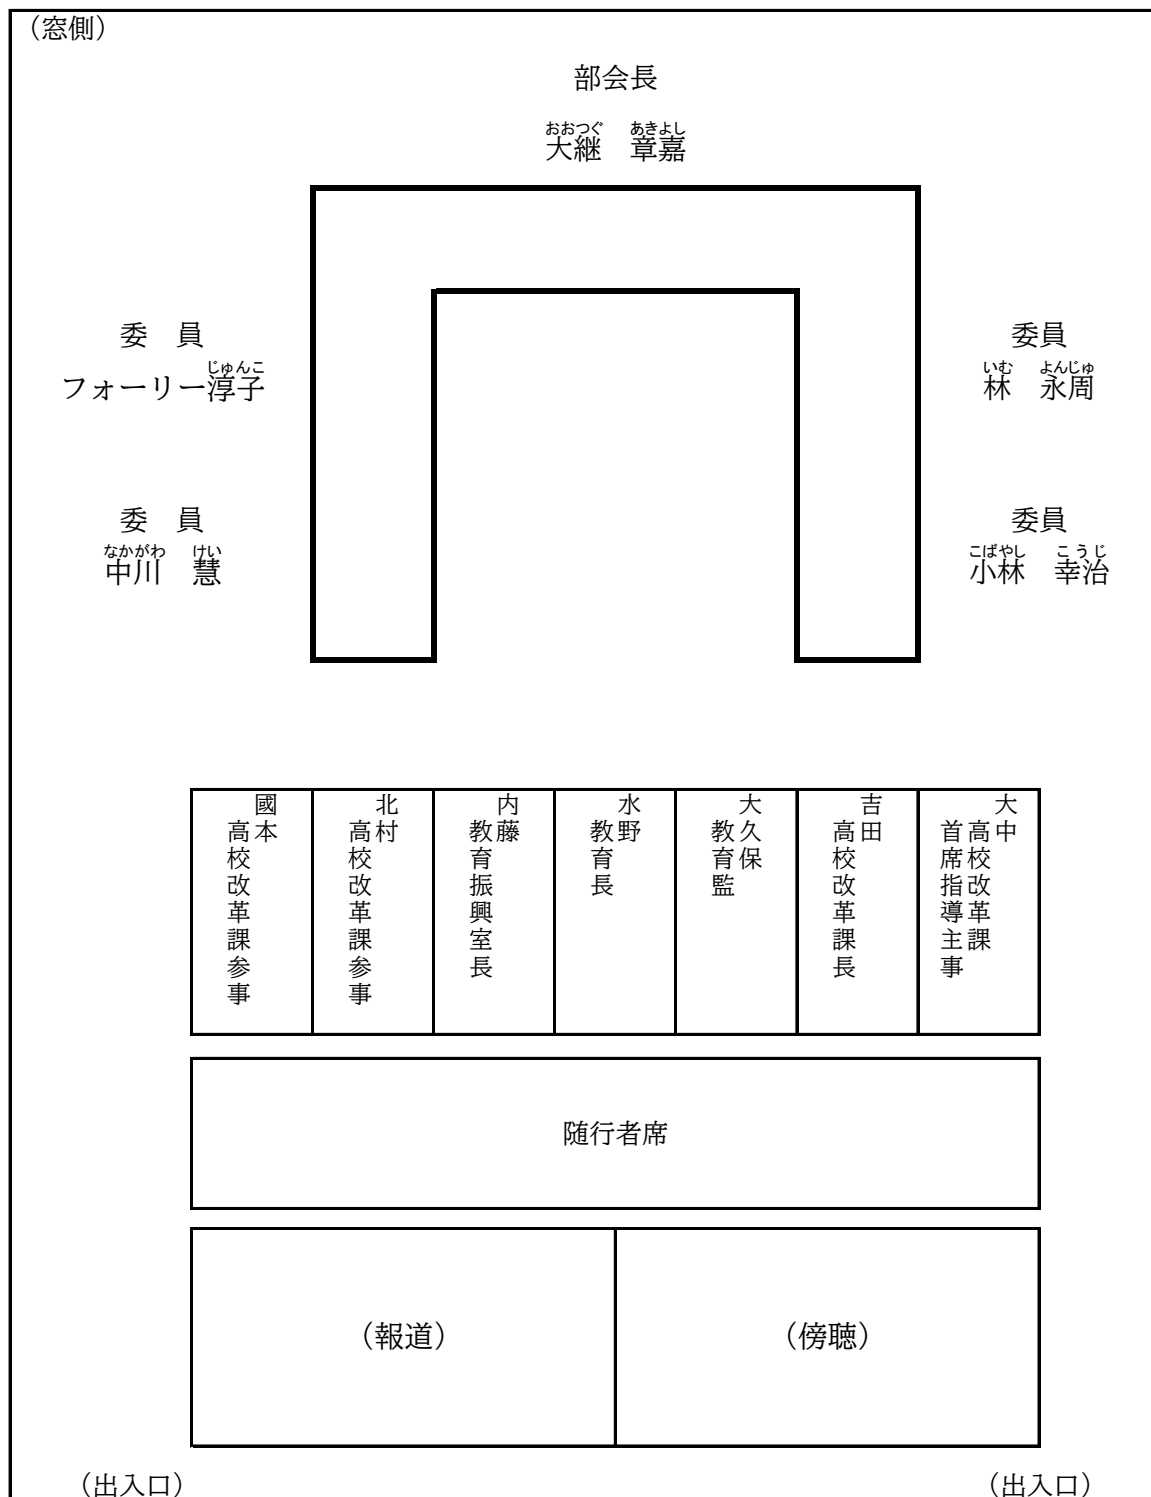 （窓側）
部会長
おおつぐ　あきよし
大継　章嘉
委　員
じゅんこ
フォーリー淳子
委員
いむ　よんじゅ
林　永周
委　員
なかがわ　けい
中川　慧
委員
こばやし　こうじ
小林　幸治
國本
高校改革課参事
北村
高校改革課参事
内藤
教育振興室長
水野
教育長
大久保
教育監
吉田
高校改革課長
大中
高校改革課
首席指導主事
随行者席
（報道）
（傍聴）
（出入口）
（出入口）